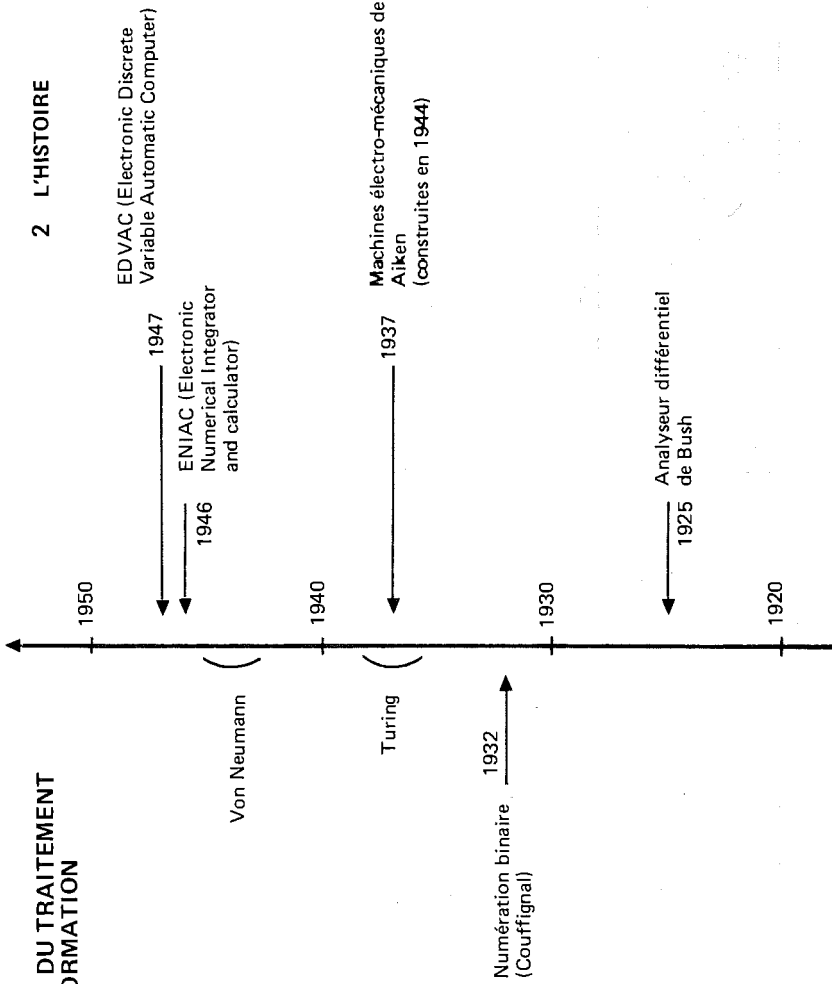 DU TRAITEMENT
ORMATION
2 L'HISTOIRE
1950
1947
EDVAC (Electronic Discrete
Variable Automatic Computer)
1946
ENIAC (Electronic
Numerical Integrator
and calculator)
Von Neumann
1940
Turing
1937
Machines électro-mécaniques de
Aiken
(construites en 1944)
1932
Numération binaire
(Couffignal)
1930
1925
Analyseur différentiel
de Bush
1920